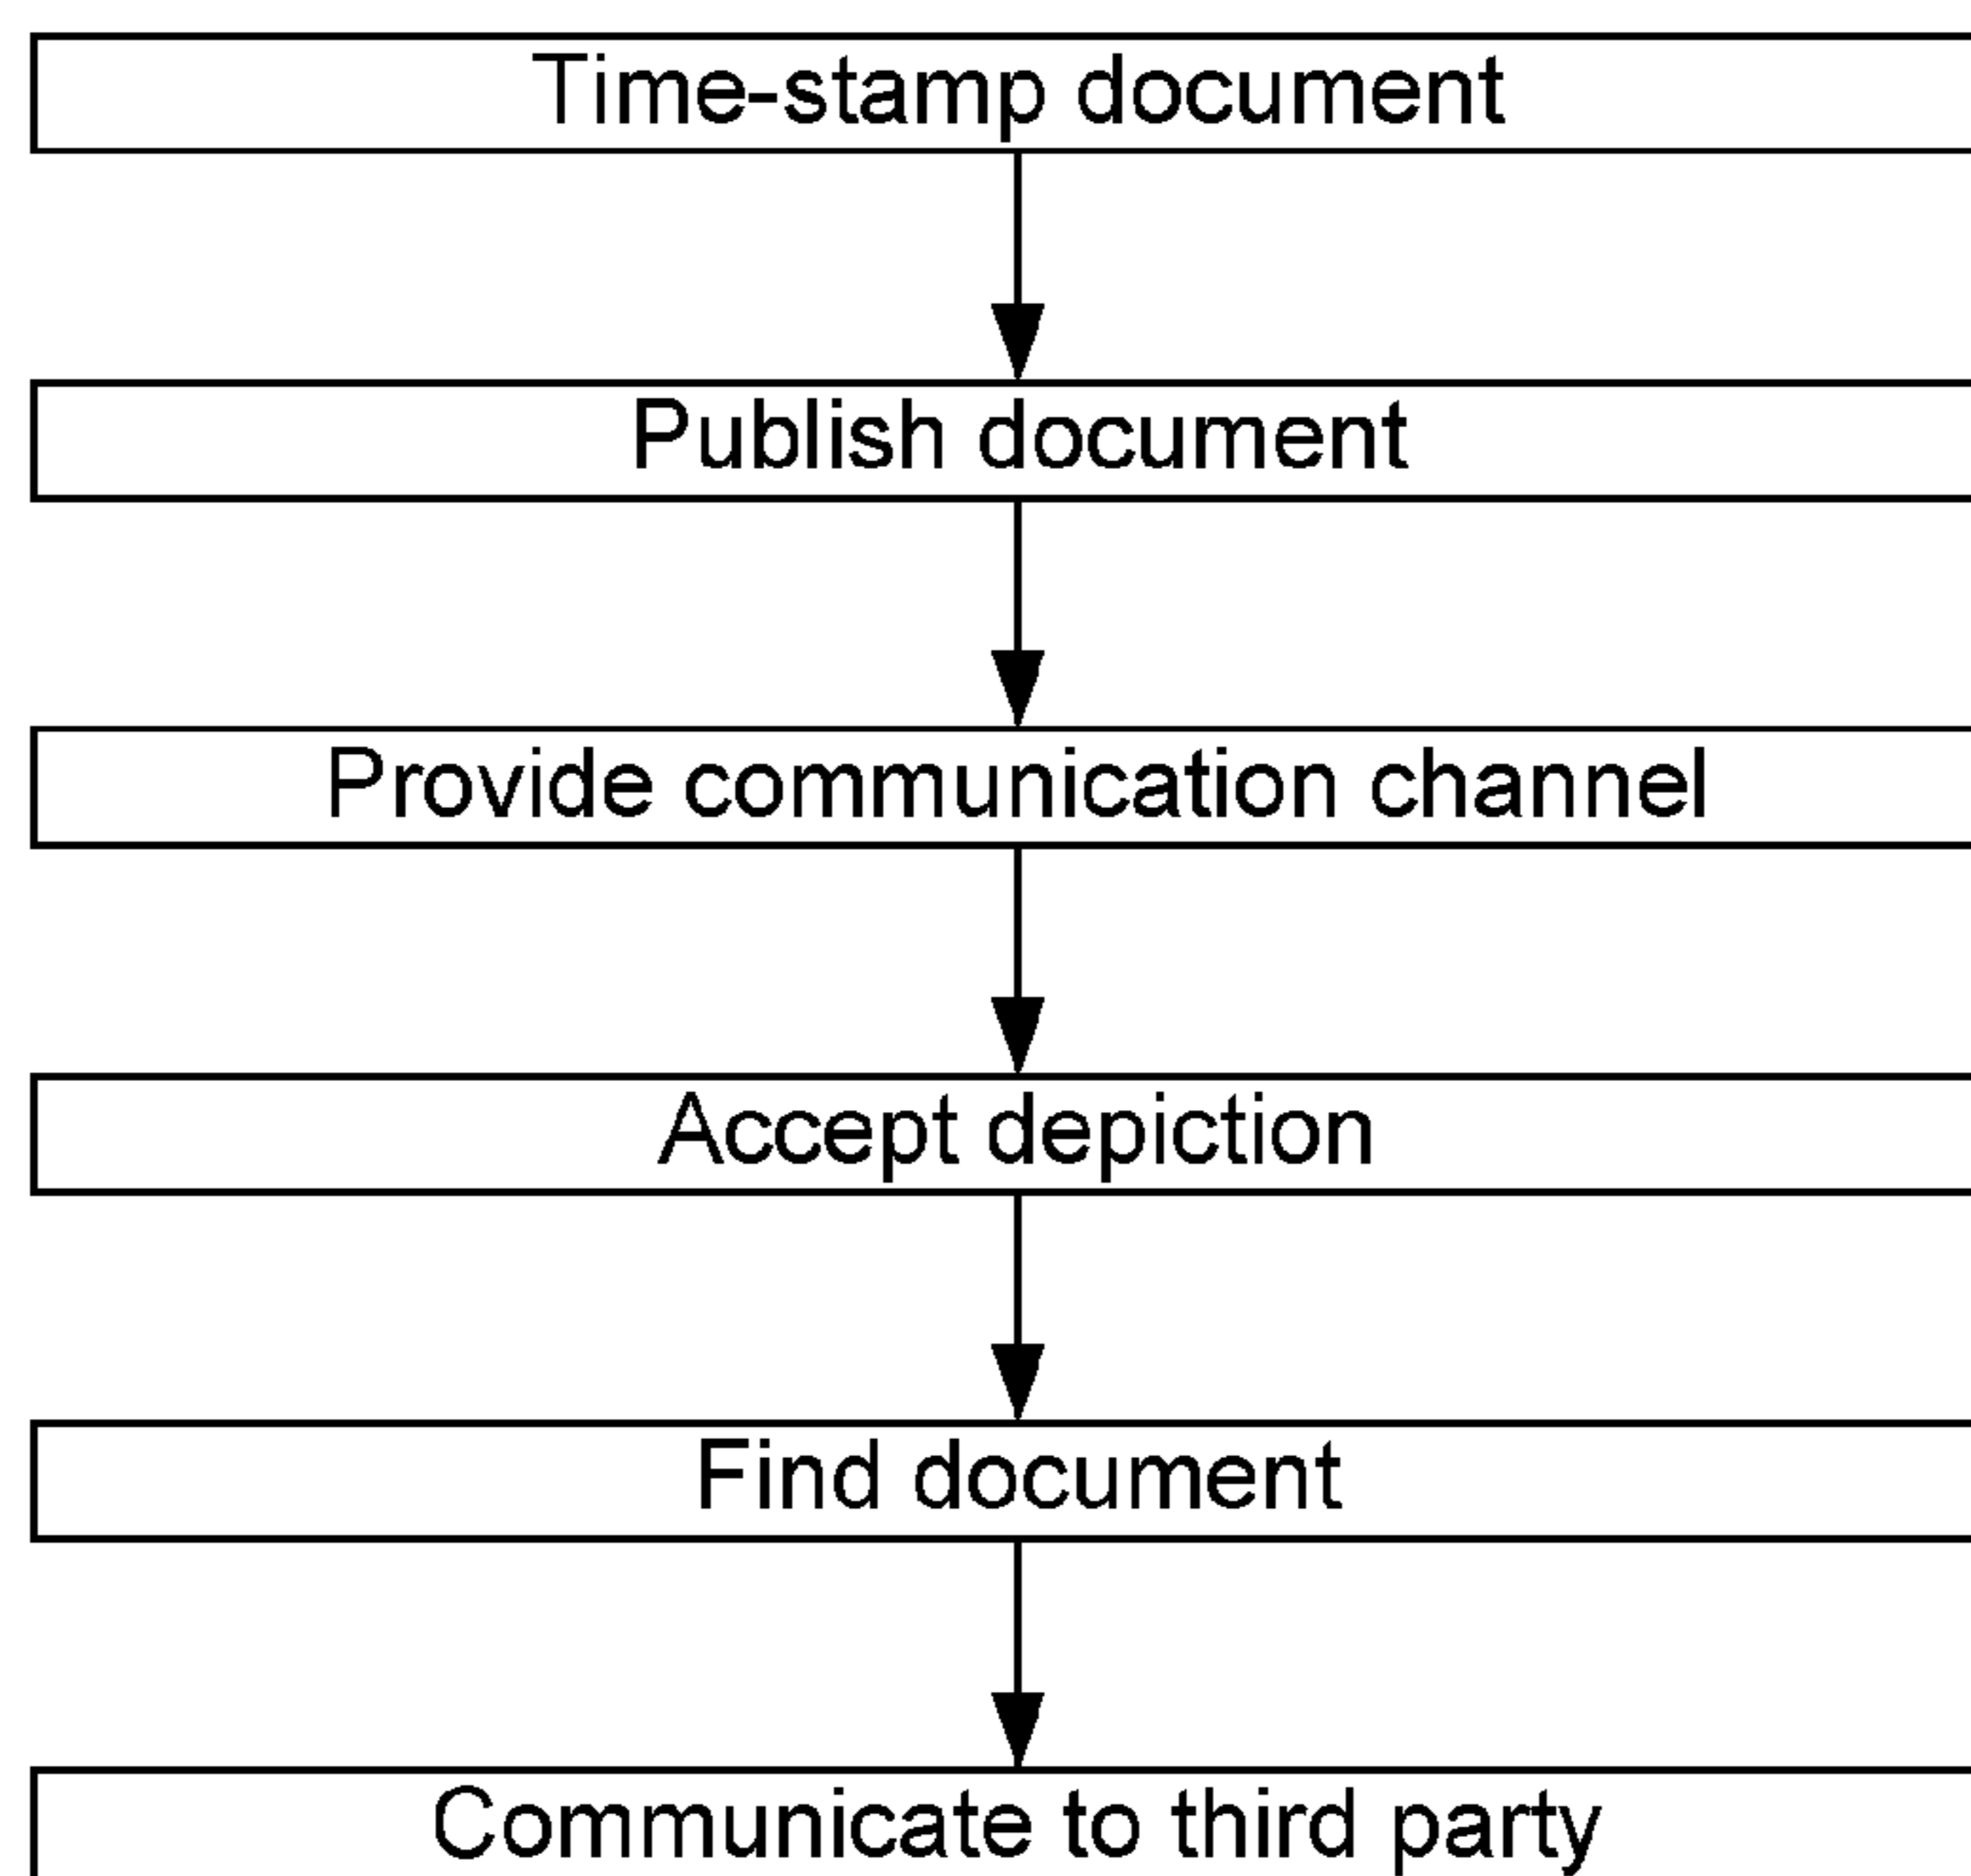 Time-stamp document
Publish document
Provide communication channel
Accept depiction
Find document
Communicate to third party